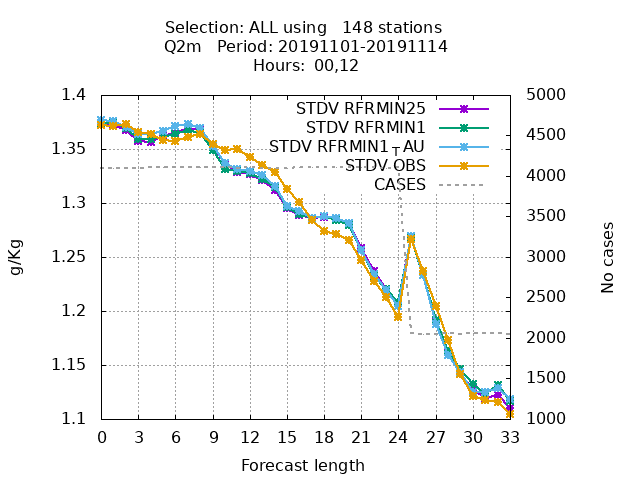 Selection: ALL using   148 stations
Q2m   Period: 20191101-20191114
Hours:  00,12
STDV RFRMIN25
STDV RFRMIN1
STDV RFRMIN1┬AU
STDV OBS
CASES
1.4
1.35
1.3
1.25
1.2
1.15
1.1
g/Kg
5000
4500
4000
3500
3000
2500
2000
1500
1000
No cases
0 3 6 9 12 15 18 21 24 27 30 33
Forecast length